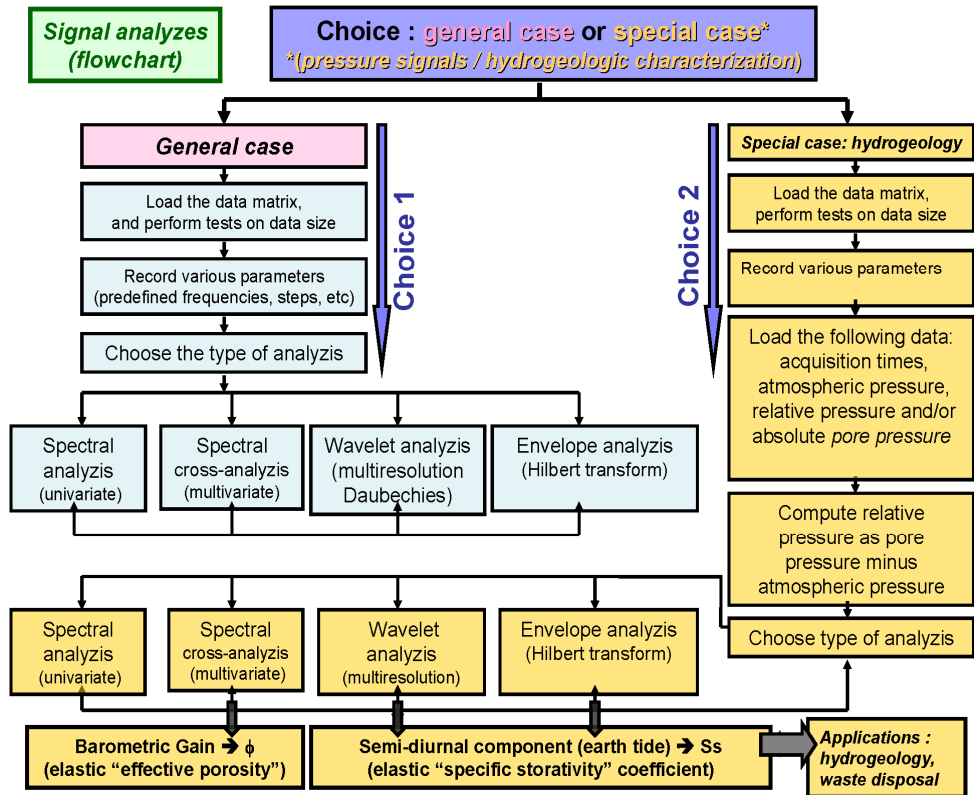 Signal analyzes
(flowchart)
Choice : general case or special case*
*(pressure signals / hydrogeologic characterization)
General case
Load the data matrix,
and perform tests on data size
Record various parameters
(predefined frequencies, steps, etc)
Choose the type of analyzis
Choice 1
Choice 2
Special case: hydrogeology
Load the data matrix,
perform tests on data size
Record various parameters
Load the following data:
acquisition times,
atmospheric pressure,
relative pressure and/or
absolute pore pressure
Compute relative
pressure as pore
pressure minus
atmospheric pressure
Choose type of analyzis
Spectral
analyzis
(univariate)
Spectral
cross-analyzis
(multivariate)
Wavelet analyzis
(multiresolution
Daubechies)
Envelope analyzis
(Hilbert transform)
Spectral
analyzis
(univariate)
Spectral
cross-analyzis
(multivariate)
Wavelet
analyzis
(multiresolution)
Envelope analyzis
(Hilbert transform)
Barometric Gain ➔ ϕ
(elastic “effective porosity”)
Semi-diurnal component (earth tide) ➔ Ss
(elastic “specific storativity” coefficient)
Applications :
hydrogeology,
waste disposal